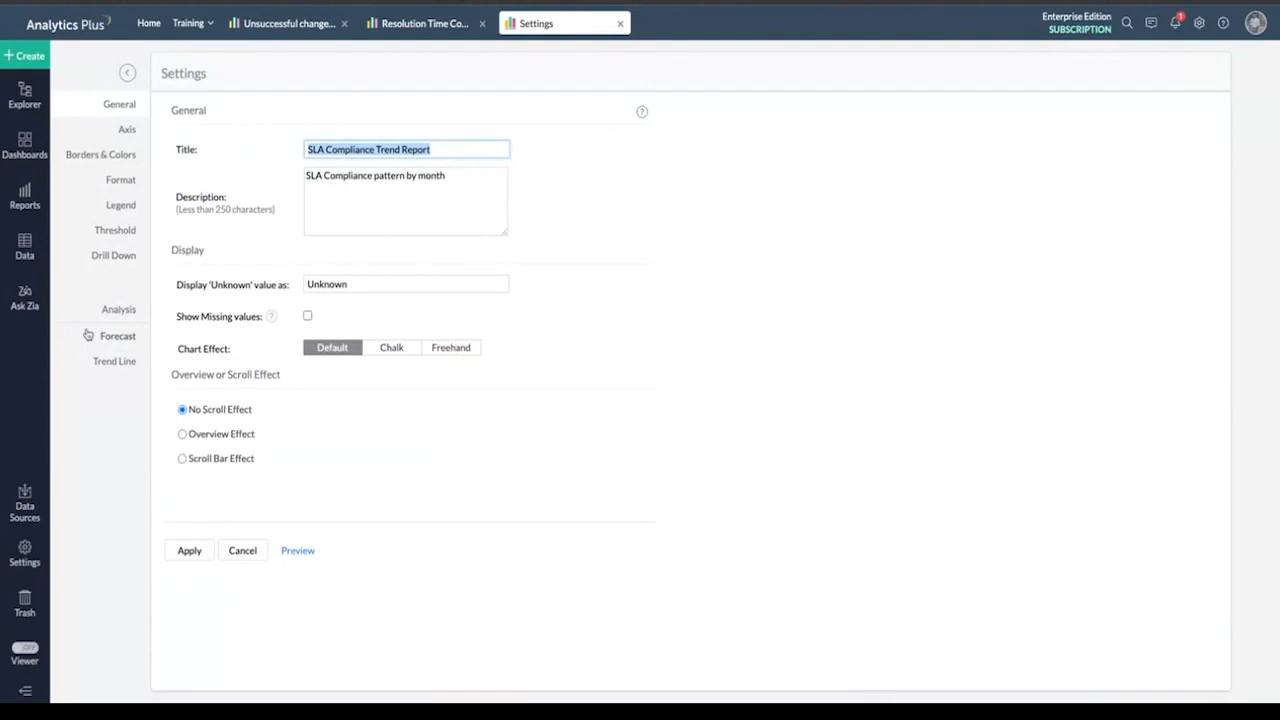 Analytics Plus
Home
Training
Unsuccessful change...
Resolution Time Co...
Settings
Enterprise Edition
SUBSCRIPTION
1
+ Create
Explorer
Dashboards
Reports
Data
Ask Zia
Data
Sources
Settings
Trash
OFF
Viewer
General
Axis
Borders & Colors
Format
Legend
Threshold
Drill Down
Analysis
Forecast
Trend Line
Settings
General
?
Title:
SLA Compliance Trend Report
Description:
(Less than 250 characters)
SLA Compliance pattern by month
Display
Display 'Unknown' value as:
Unknown
Show Missing values: ?
Chart Effect:
Default
Chalk
Freehand
Overview or Scroll Effect
No Scroll Effect
Overview Effect
Scroll Bar Effect
Apply
Cancel
Preview